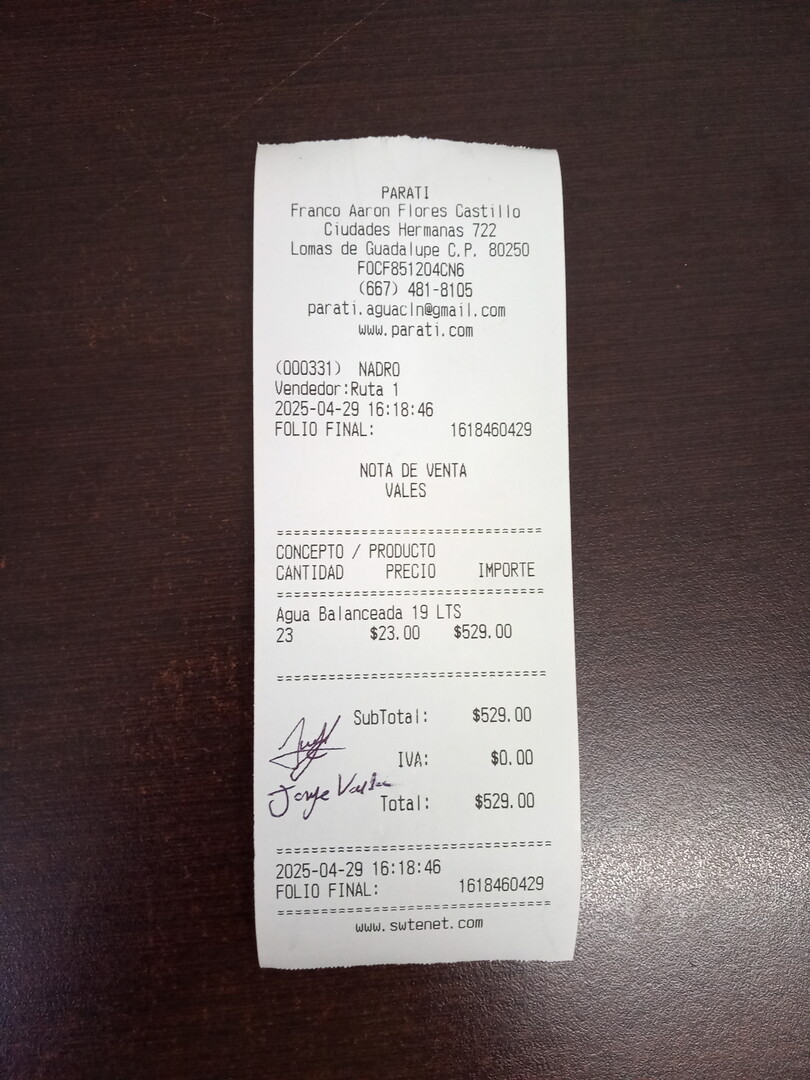 PARATI
Franco Aaron Flores Castillo
Ciudades Hermanas 722
Lomas de Guadalupe C.P. 80250
FOCF851204CN6
(667) 481-8105
parati.aguacln@gmail.com
www.parati.com
(000331) NADRO
Vendedor:Ruta 1
2025-04-29 16:18:46
FOLIO FINAL: 1618460429
NOTA DE VENTA
VALES
===============================
CONCEPTO / PRODUCTO
CANTIDAD PRECIO IMPORTE
===============================
Agua Balanceada 19 LTS
23 $23.00 $529.00
===============================
SubTotal: $529.00
IVA: $0.00
Jorge
Total: $529.00
===============================
2025-04-29 16:18:46
FOLIO FINAL: 1618460429
===============================
www.swtenet.com